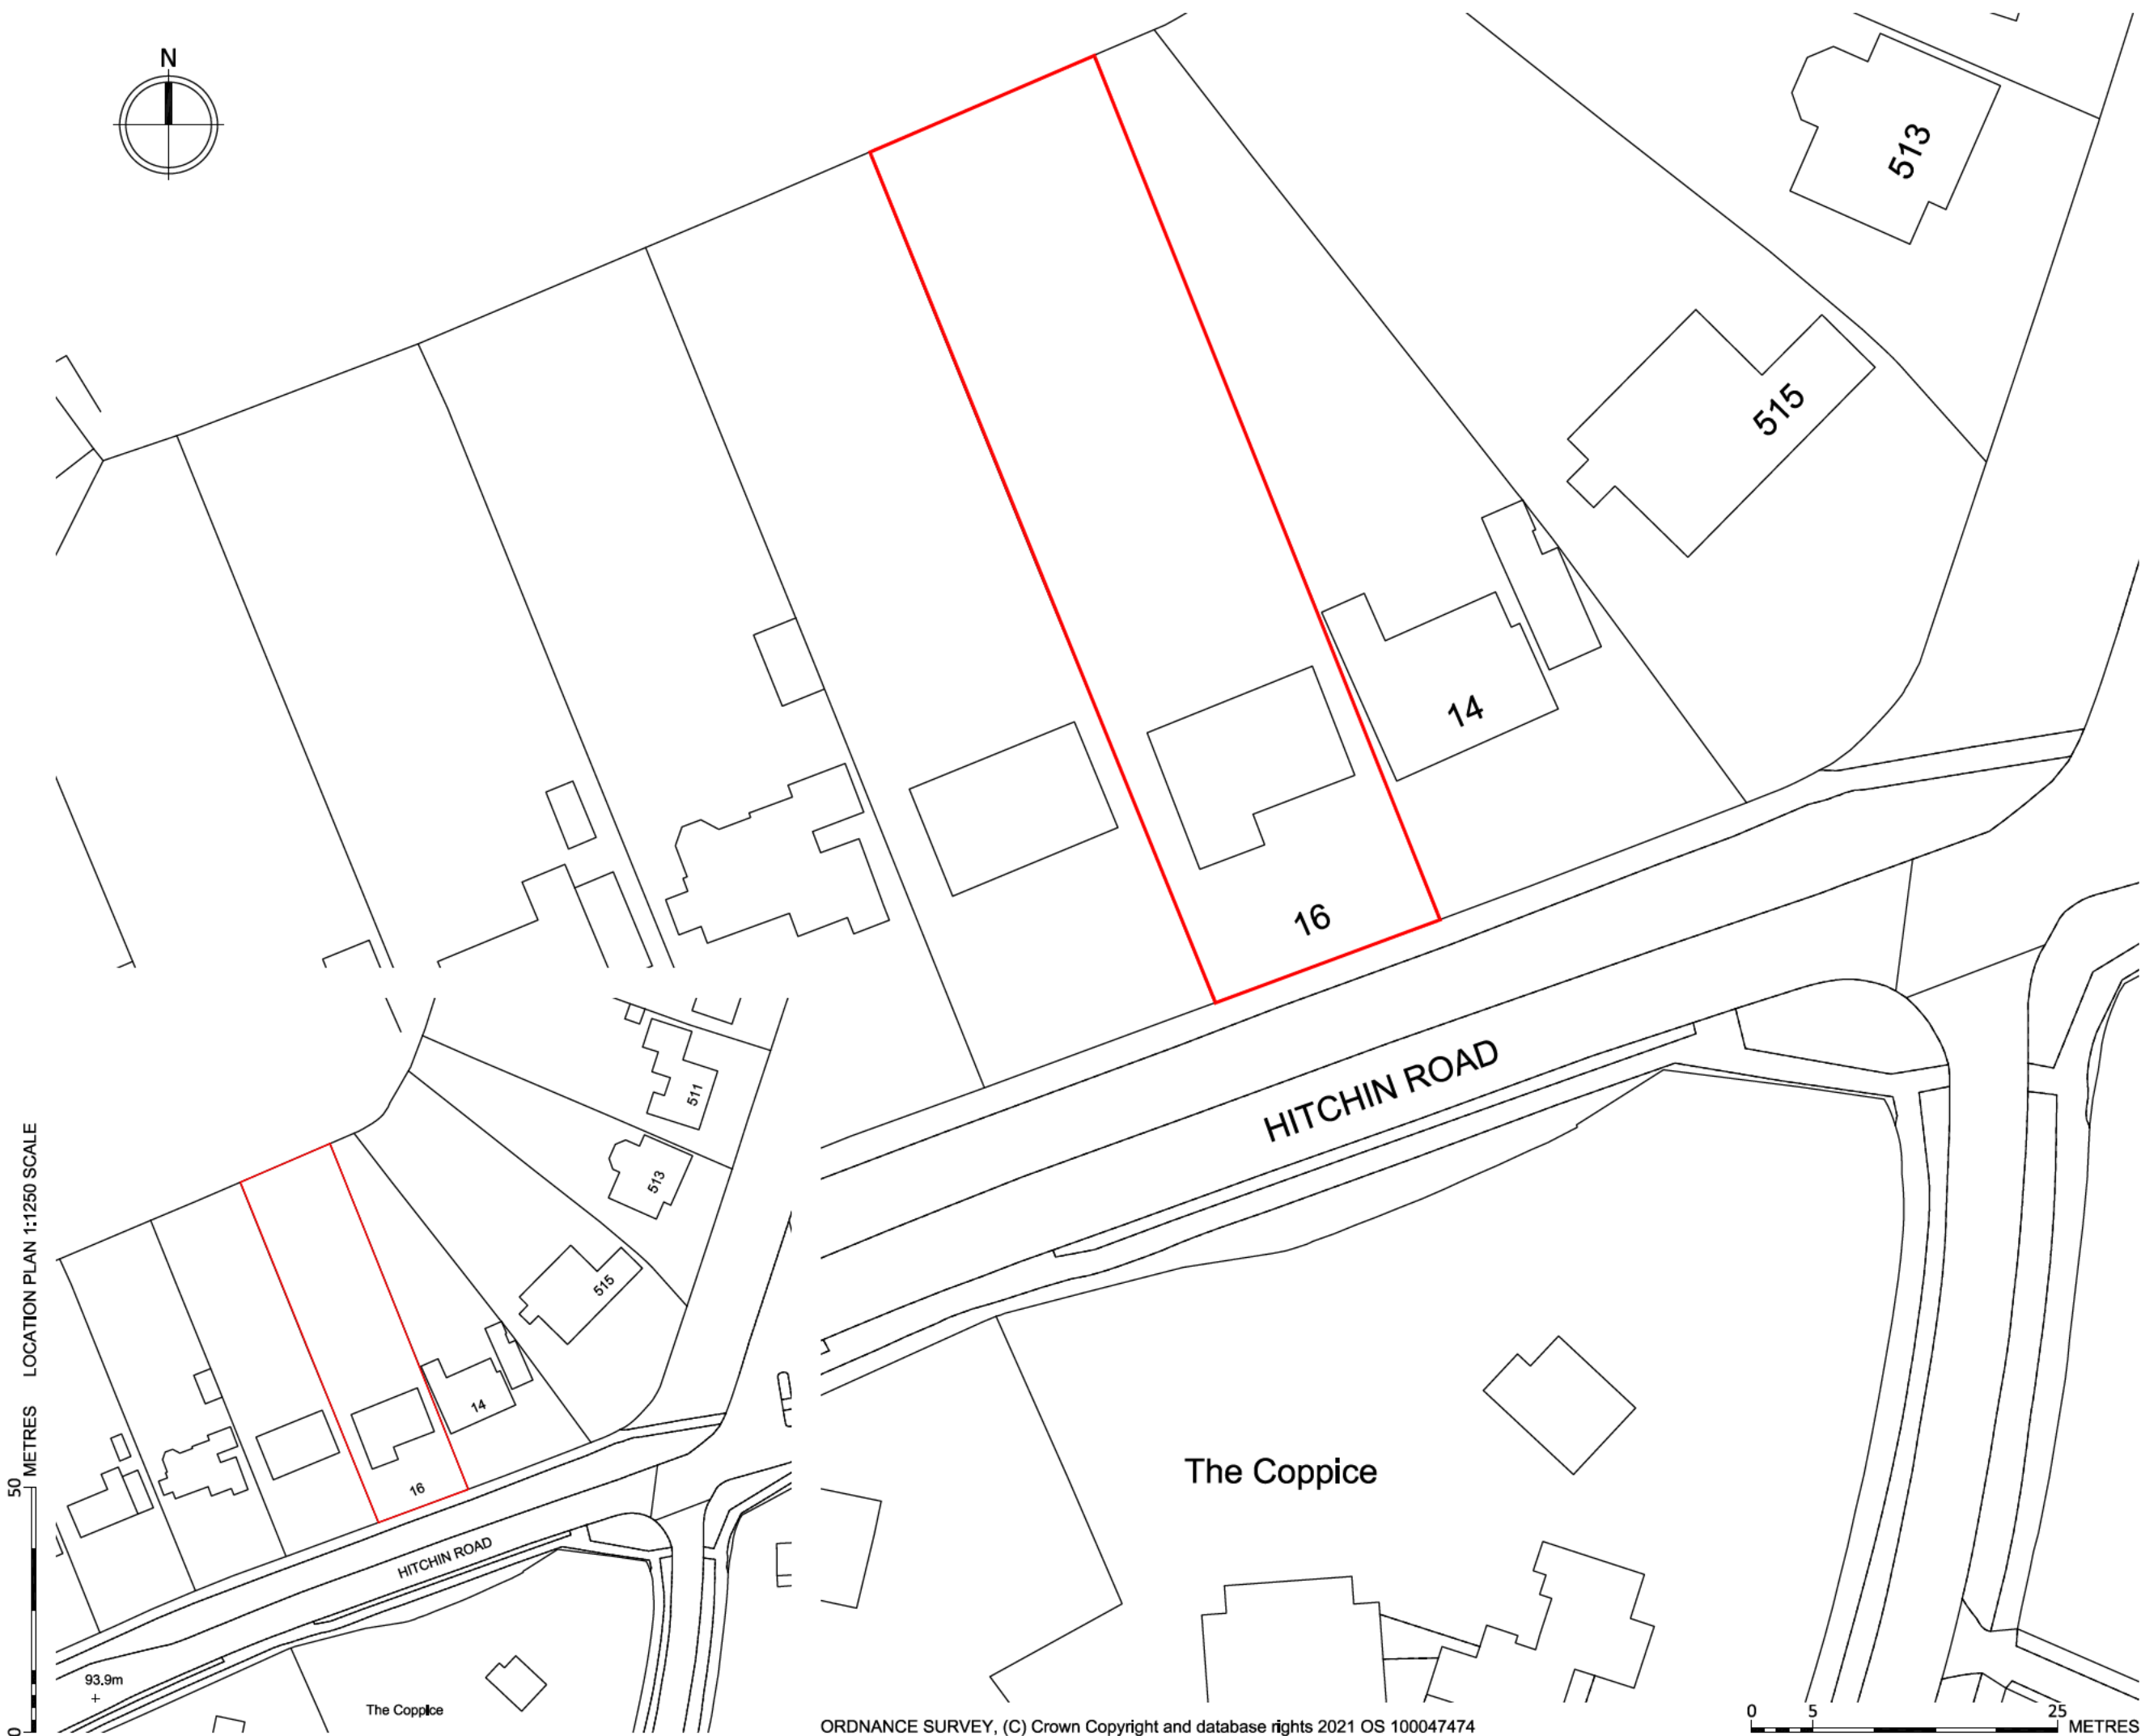 N
513
515
14
16
HITCHIN ROAD
The Coppice
511
513
515
14
16
HITCHIN ROAD
93.9m
The Coppice
LOCATION PLAN 1:1250 SCALE
METRES
50
0
ORDNANCE SURVEY, (C) Crown Copyright and database rights 2021 OS 100047474
0 5 25 METRES